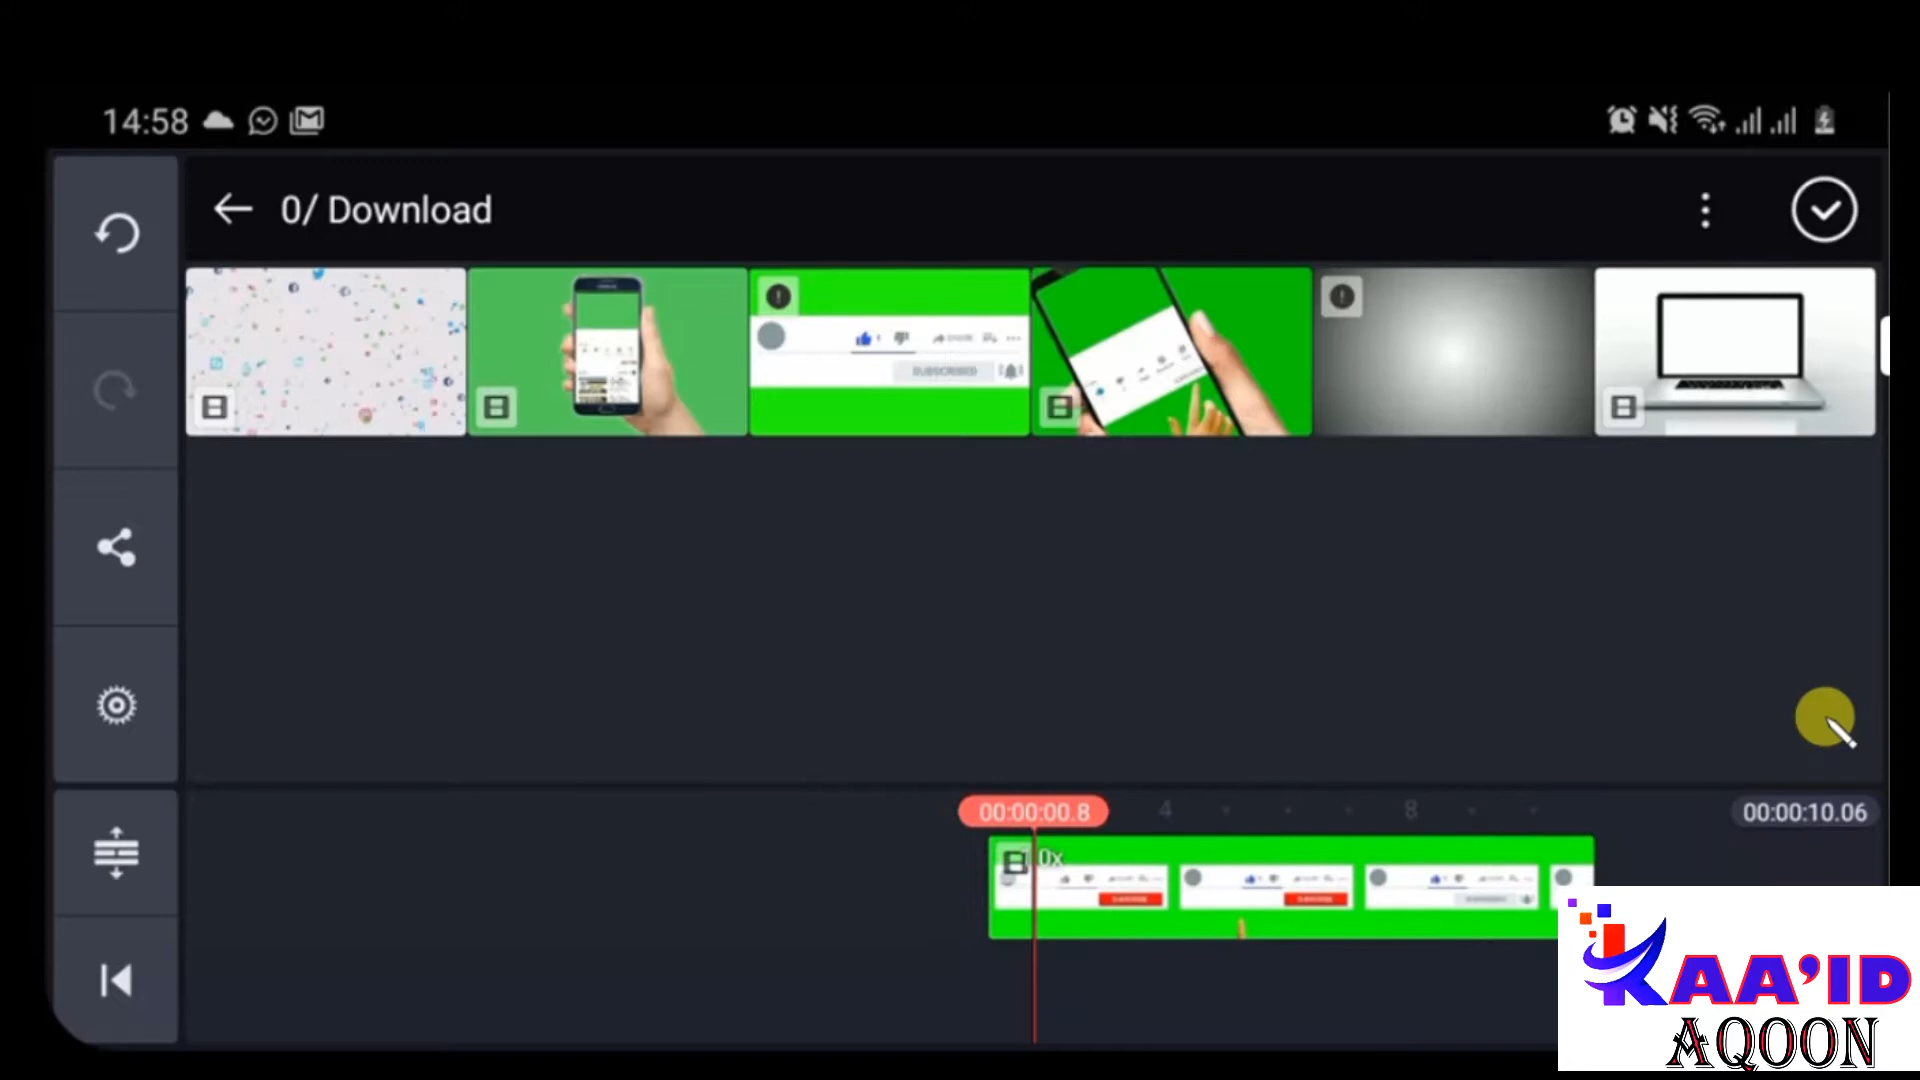 14:58
0/ Download
SHARE
SUBSCRIBED
00:00:00.8
4
8
00:00:10.06
0x
KAA'ID
AQOON